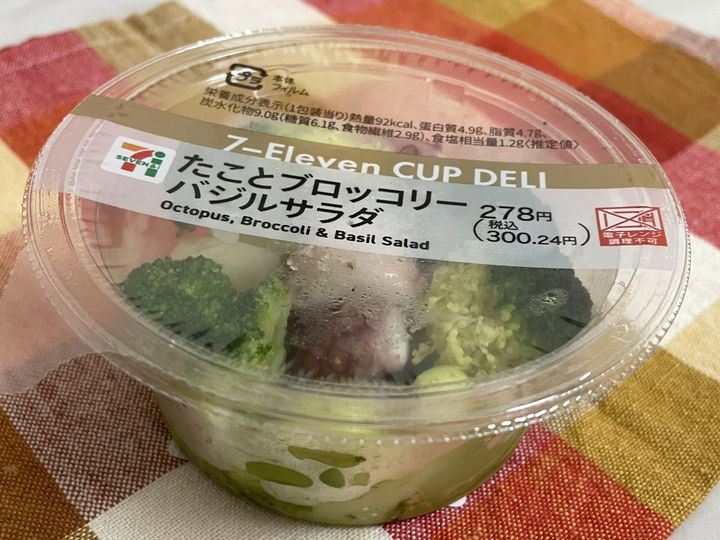 プラ
本体
フィルム
栄養成分表示(1包装当り)熱量92kcal、蛋白質4.9g、脂質4.7g、
炭水化物9.0g(糖質6.1g、食物繊維2.9g)、食塩相当量1.2g〈推定値〉
7-Eleven CUP DELI
7
SEVEN
たことブロッコリー
バジルサラダ
Octopus, Broccoli & Basil Salad
278円
税込
(300.24円)
電子レンジ
調理不可